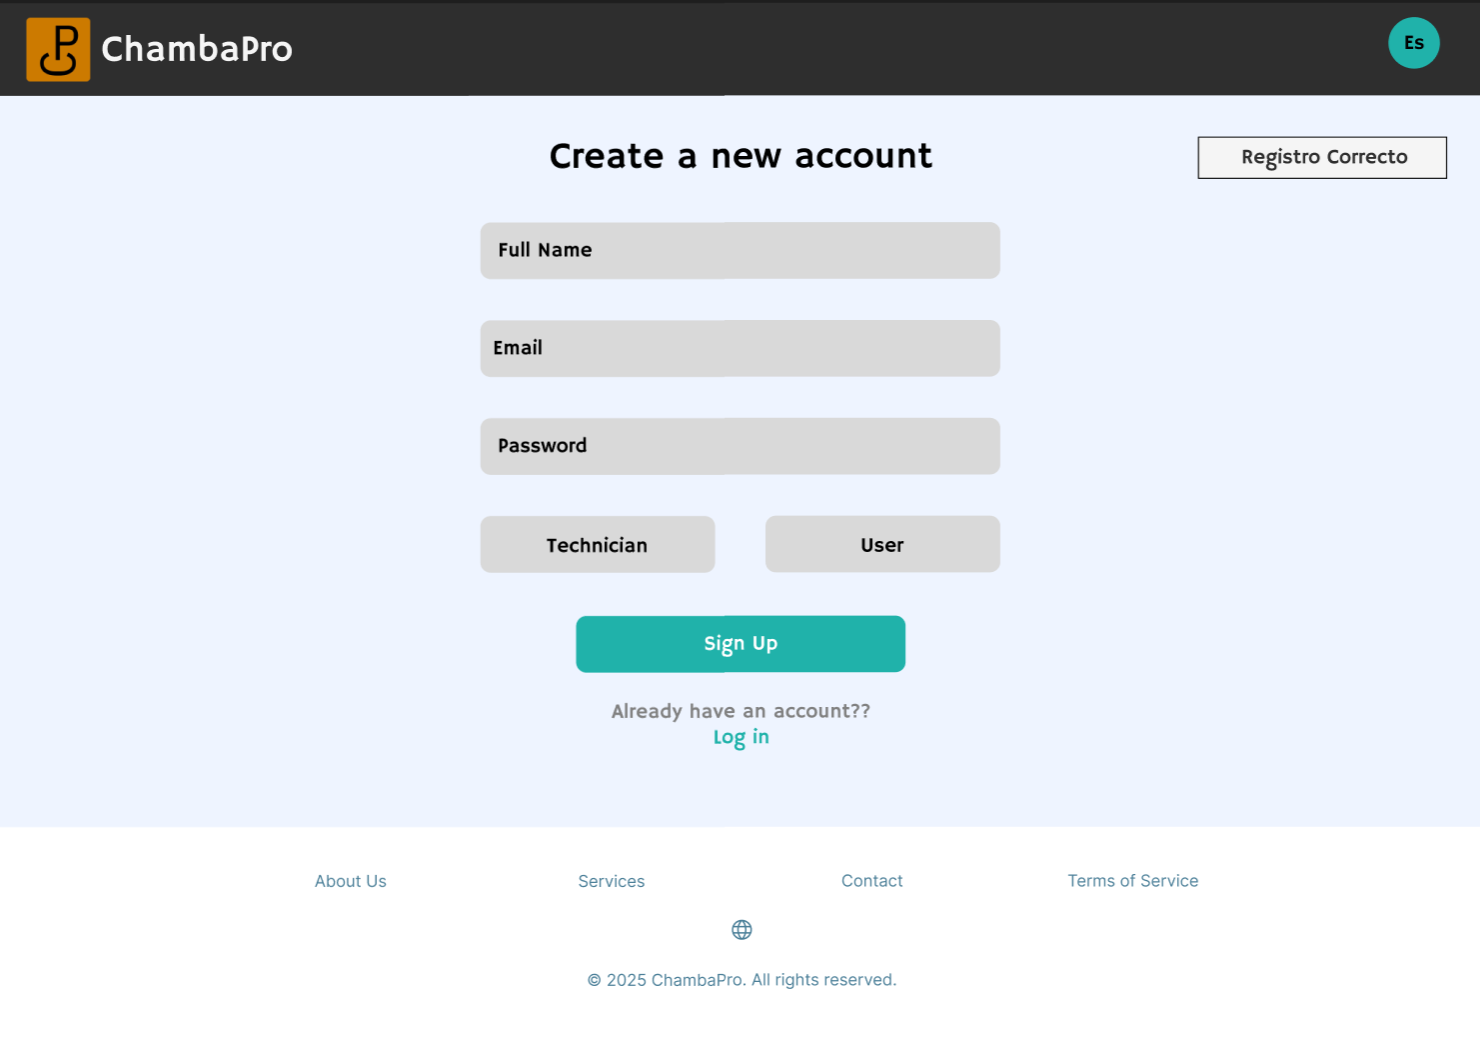 ChambaPro
Es
Create a new account
Registro Correcto
Full Name
Email
Password
Technician
User
Sign Up
Already have an account??
Log in
About Us
Services
Contact
Terms of Service
© 2025 ChambaPro. All rights reserved.